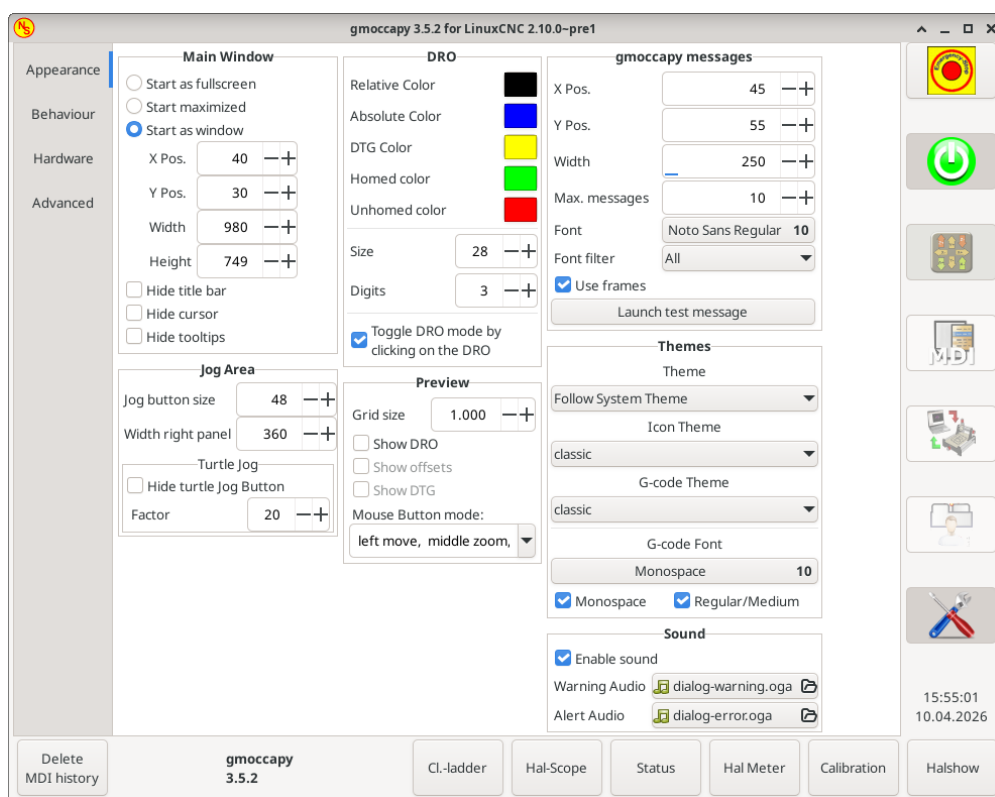 gmoccapy 3.5.2 for LinuxCNC 2.10.0~pre1
Appearance
Behaviour
Hardware
Advanced
Main Window
Start as fullscreen
Start maximized
Start as window
X Pos. 40
Y Pos. 30
Width 980
Height 749
Hide title bar
Hide cursor
Hide tooltips
Jog Area
Jog button size 48
Width right panel 360
Turtle Jog
Hide turtle Jog Button
Factor 20
DRO
Relative Color
Absolute Color
DTG Color
Homed color
Unhomed color
Size 28
Digits 3
Toggle DRO mode by
clicking on the DRO
Preview
Grid size 1.000
Show DRO
Show offsets
Show DTG
Mouse Button mode:
left move, middle zoom,
gmoccapy messages
X Pos. 45
Y Pos. 55
Width 250
Max. messages 10
Font Noto Sans Regular 10
Font filter All
Use frames
Launch test message
Themes
Theme
Follow System Theme
Icon Theme
classic
G-code Theme
classic
G-code Font
Monospace 10
Monospace Regular/Medium
Sound
Enable sound
Warning Audio dialog-warning.oga
Alert Audio dialog-error.oga
MDI
15:55:01
10.04.2026
Delete
MDI history
gmoccapy
3.5.2
Cl.-ladder
Hal-Scope
Status
Hal Meter
Calibration
Halshow